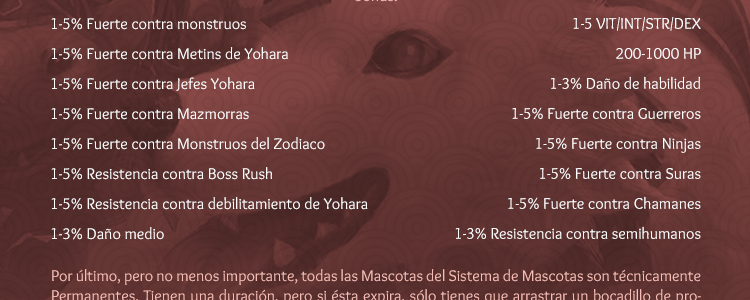 1-5% Fuerte contra monstruos
1-5% Fuerte contra Metins de Yohara
1-5% Fuerte contra Jefes Yohara
1-5% Fuerte contra Mazmorras
1-5% Fuerte contra Monstruos del Zodiaco
1-5% Resistencia contra Boss Rush
1-5% Resistencia contra debilitamiento de Yohara
1-3% Daño medio
1-5 VIT/INT/STR/DEX
200-1000 HP
1-3% Daño de habilidad
1-5% Fuerte contra Guerreros
1-5% Fuerte contra Ninjas
1-5% Fuerte contra Suras
1-5% Fuerte contra Chamanes
1-3% Resistencia contra semihumanos
Por último, pero no menos importante, todas las Mascotas del Sistema de Mascotas son técnicamente
Permanentes. Tienen una duración, pero si ésta expira, sólo tienes que arrastrar un bocadillo de pro-